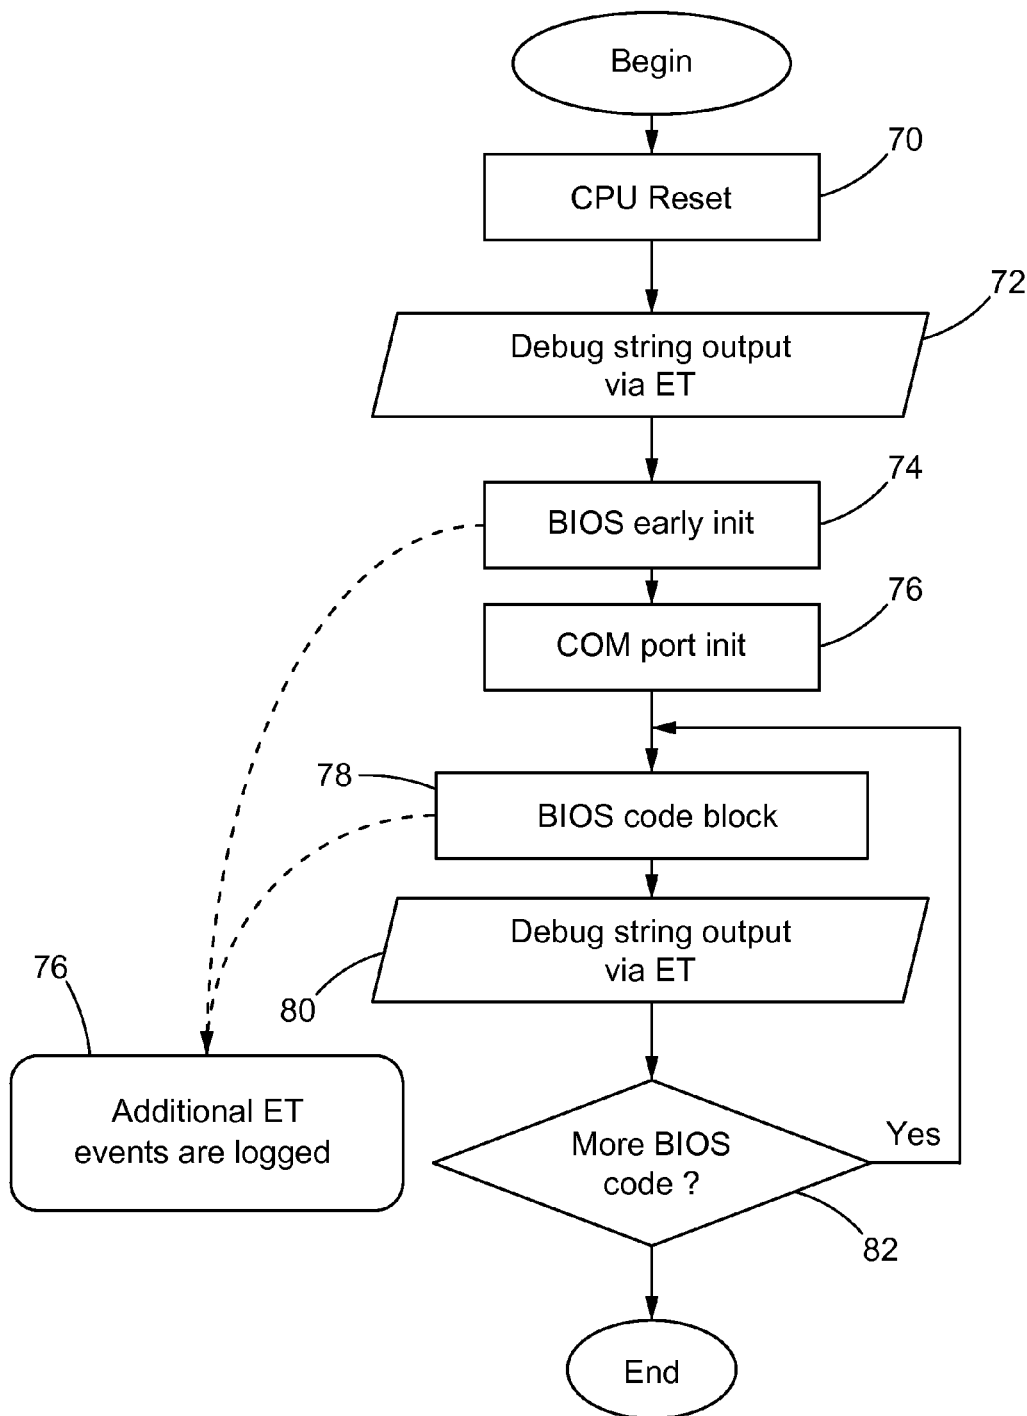 Begin
70
CPU Reset
72
Debug string output
via ET
74
BIOS early init
76
COM port init
78
BIOS code block
Debug string output
via ET
80
76
Additional ET
events are logged
More BIOS
code ?
Yes
82
End